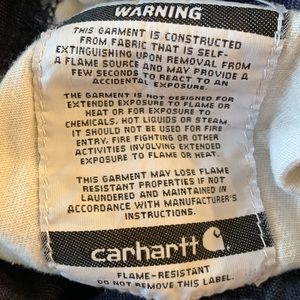 WARNING
THIS GARMENT IS CONSTRUCTED
FROM FABRIC THAT IS SELF-
EXTINGUISHING UPON REMOVAL FROM
A FLAME SOURCE AND MAY PROVIDE
FEW SECONDS TO REACT TO AN
ACCIDENTAL EXPOSURE.
THE GARMENT IS NOT DESIGNED FOR
EXTENDED EXPOSURE TO FLAME OR
HEAT OR FOR EXPOSURE TO
CHEMICALS, HOT LIQUIDS OR STEAM.
IT SHOULD NOT BE USED FOR FIRE
ENTRY, FIRE FIGHTING OR OTHER
ACTIVITIES INVOLVING EXTENDED
EXPOSURE TO FLAME OR HEAT.
THIS GARMENT MAY LOSE FLAME
RESISTANT PROPERTIES IF NOT
LAUNDERED AND MAINTAINED IN
ACCORDANCE WITH MANUFACTURER'S
INSTRUCTIONS.
carhartt
FLAME-RESISTANT
DO NOT REMOVE THIS LABEL.